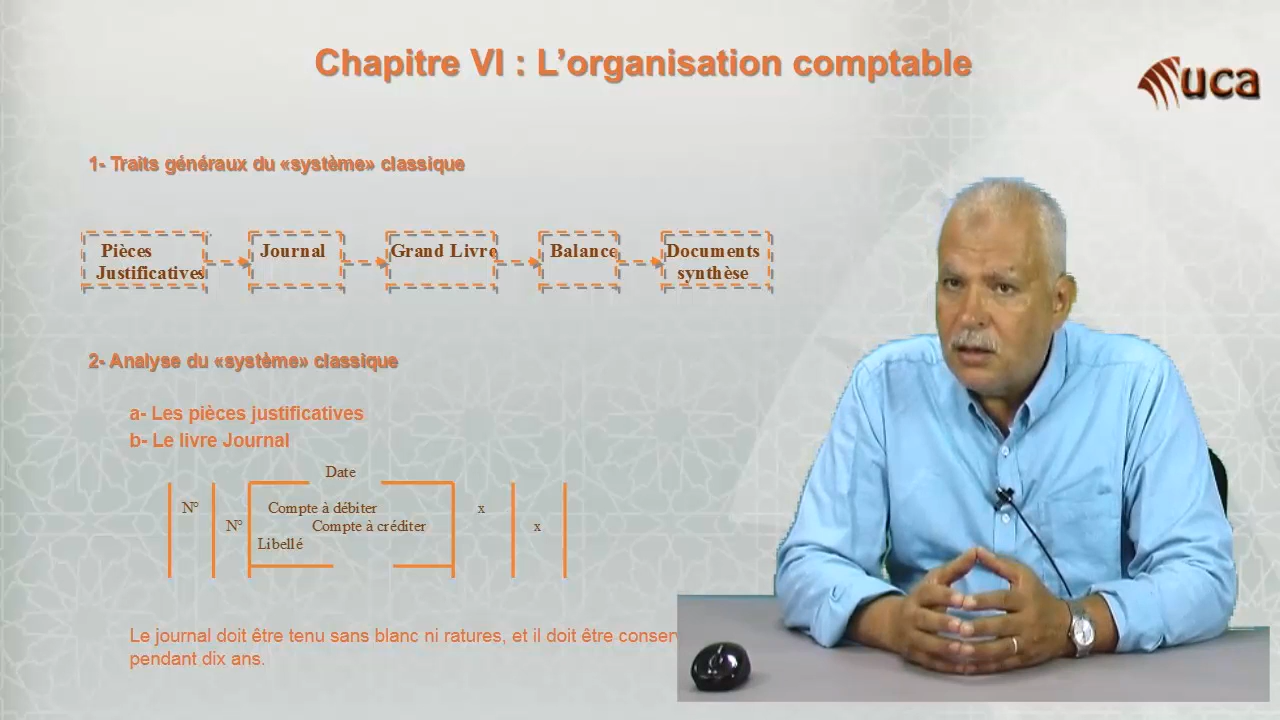 Chapitre VI : L’organisation comptable
uca
1- Traits généraux du «système» classique
Pièces Justificatives
Journal
Grand Livre
Balance
Documents synthèse
2- Analyse du «système» classique
a- Les pièces justificatives
b- Le livre Journal
Date
N° Compte à débiter x
N° Compte à créditer x
Libellé
Le journal doit être tenu sans blanc ni ratures, et il doit être
pendant dix ans.